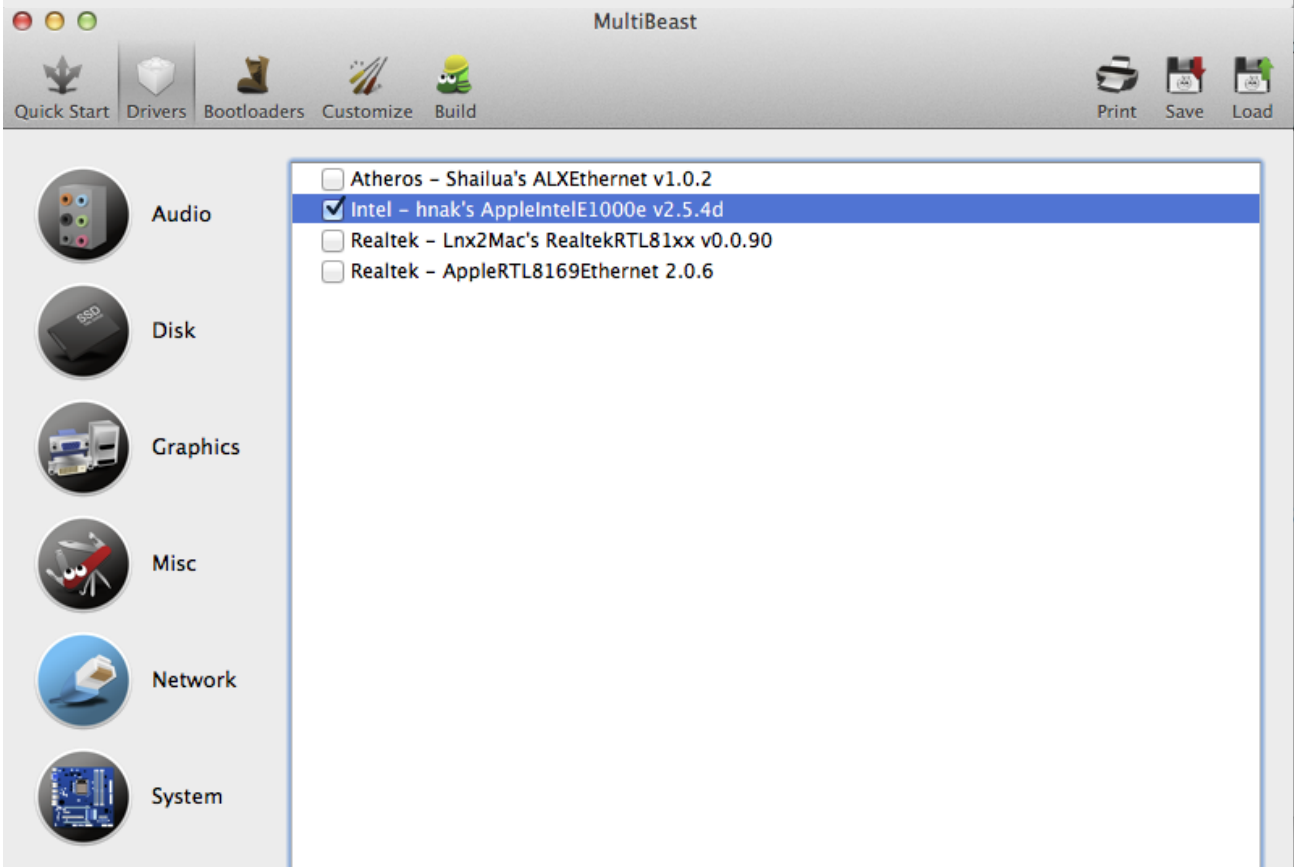 MultiBeast
Quick Start Drivers Bootloaders Customize Build Print Save Load
Audio
Disk
Graphics
Misc
Network
System
Atheros – Shailua's ALXEthernet v1.0.2
Intel – hnak's AppleIntelE1000e v2.5.4d
Realtek – Lnx2Mac's RealtekRTL81xx v0.0.90
Realtek – AppleRTL8169Ethernet 2.0.6
SSD